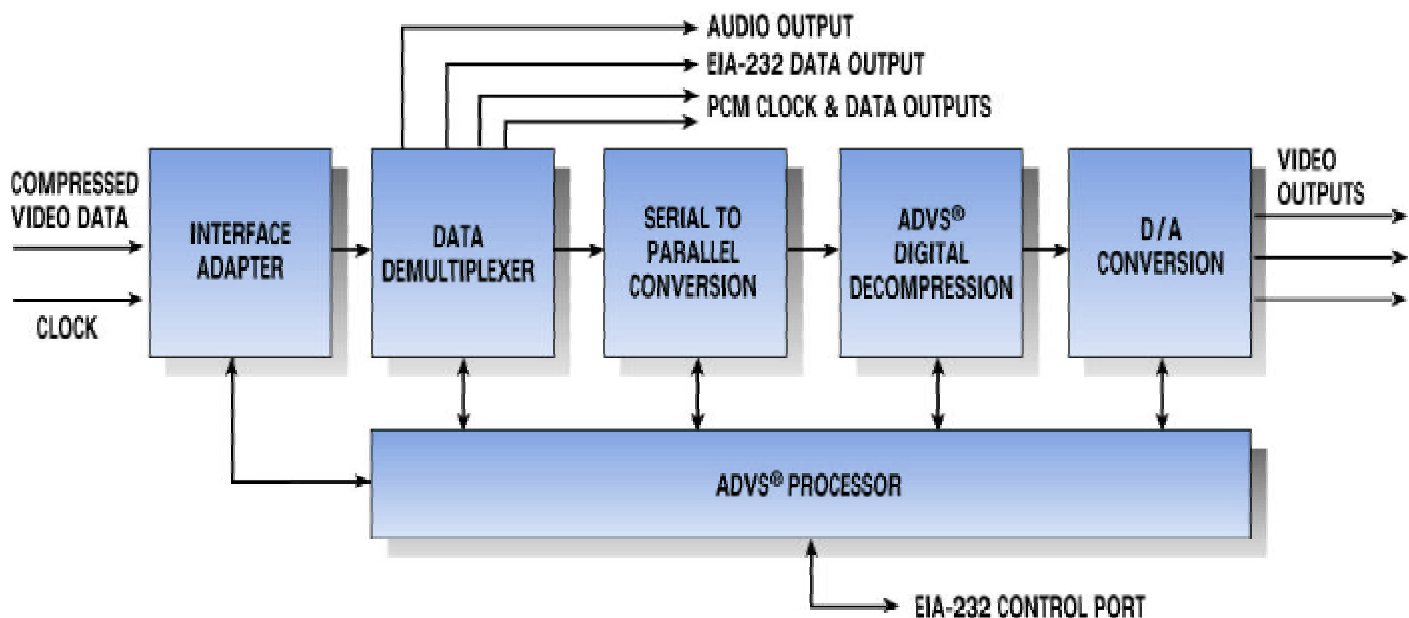 AUDIO OUTPUT
EIA-232 DATA OUTPUT
PCM CLOCK & DATA OUTPUTS
COMPRESSED
VIDEO DATA
CLOCK
INTERFACE
ADAPTER
DATA
DEMULTIPLEXER
SERIAL TO
PARALLEL
CONVERSION
ADVS®
DIGITAL
DECOMPRESSION
D/A
CONVERSION
VIDEO
OUTPUTS
ADVS® PROCESSOR
EIA-232 CONTROL PORT